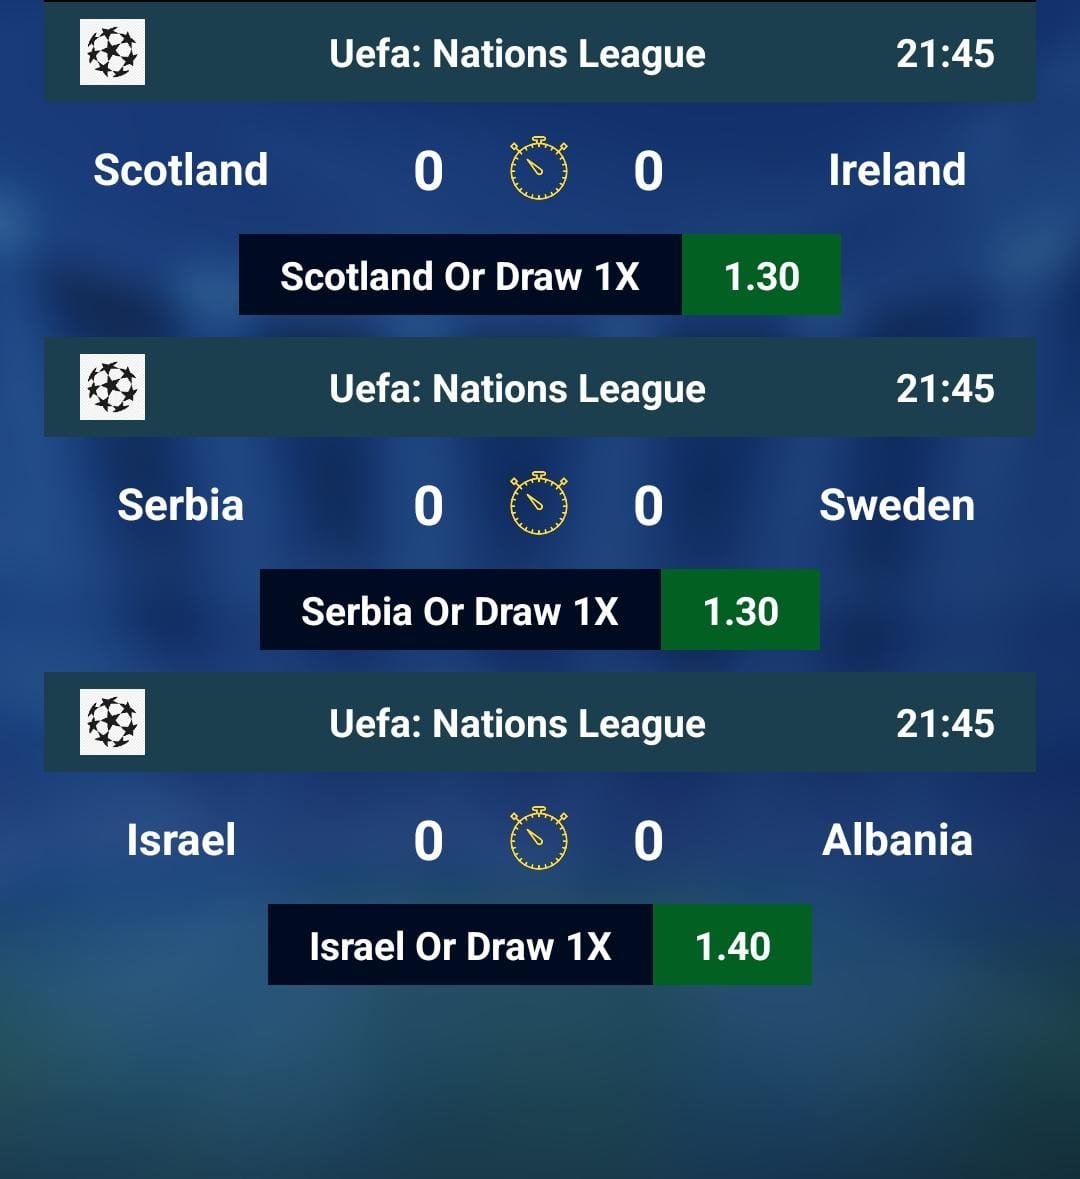 Uefa: Nations League 21:45
Scotland 0 0 Ireland
Scotland Or Draw 1X 1.30
Uefa: Nations League 21:45
Serbia 0 0 Sweden
Serbia Or Draw 1X 1.30
Uefa: Nations League 21:45
Israel 0 0 Albania
Israel Or Draw 1X 1.40